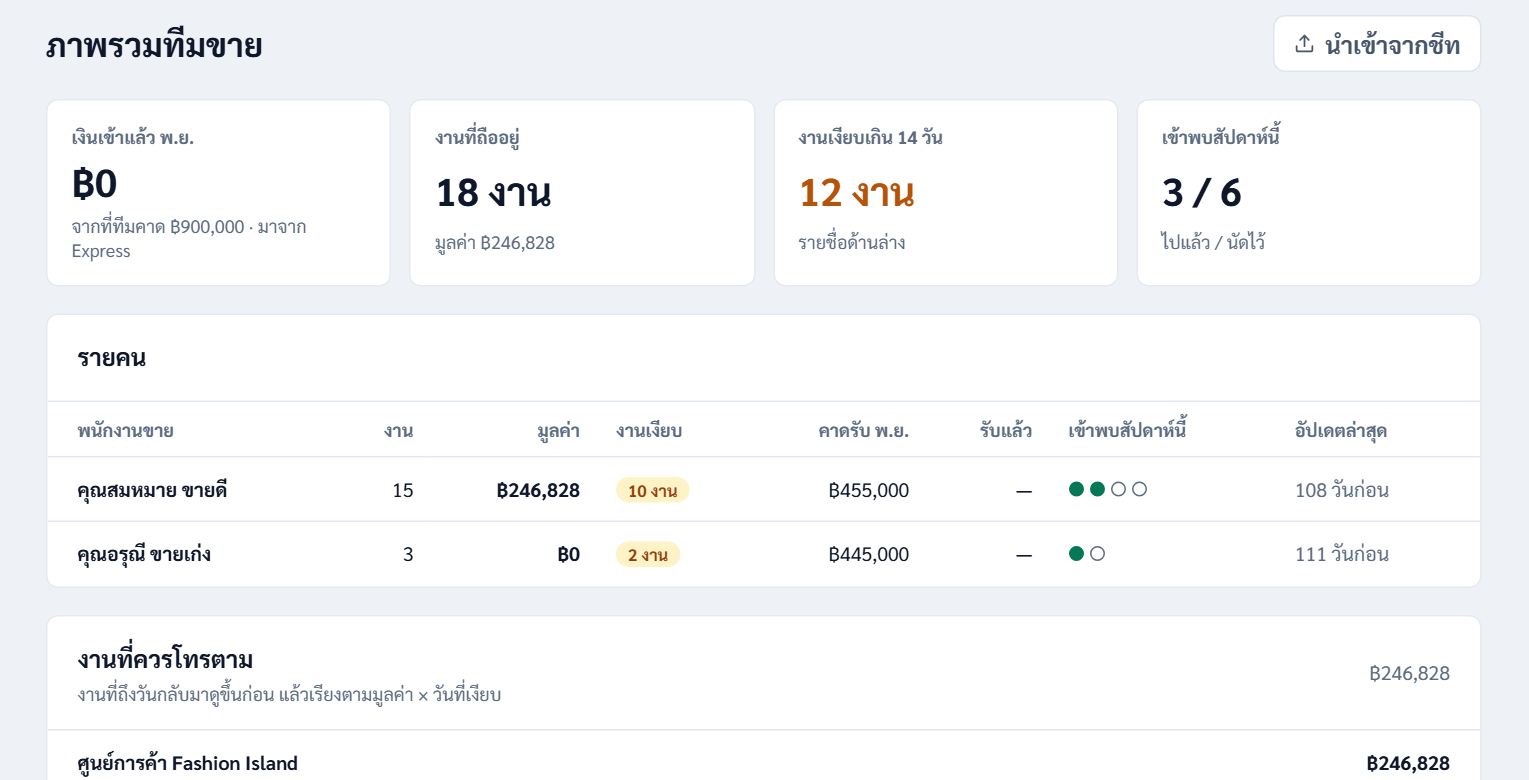 ภาพรวมทีมขาย
นำเข้าจากชีท
เงินเข้าแล้ว พ.ย.
฿0
จากที่ทีมคาด ฿900,000 · มาจาก
Express
งานที่ถืออยู่
18 งาน
มูลค่า ฿246,828
งานเงียบเกิน 14 วัน
12 งาน
รายชื่อด้านล่าง
เข้าพบสัปดาห์นี้
3 / 6
ไปแล้ว / นัดไว้
รายคน
พนักงานขาย งาน มูลค่า งานเงียบ คาดรับ พ.ย. รับแล้ว เข้าพบสัปดาห์นี้ อัปเดตล่าสุด
คุณสมหมาย ขายดี 15 ฿246,828 10 งาน ฿455,000 — 108 วันก่อน
คุณอรุณี ขายเก่ง 3 ฿0 2 งาน ฿445,000 — 111 วันก่อน
งานที่ควรโทรตาม
฿246,828
งานที่ถึงวันกลับมาดูขึ้นก่อน แล้วเรียงตามมูลค่า × วันที่เงียบ
ศูนย์การค้า Fashion Island ฿246,828